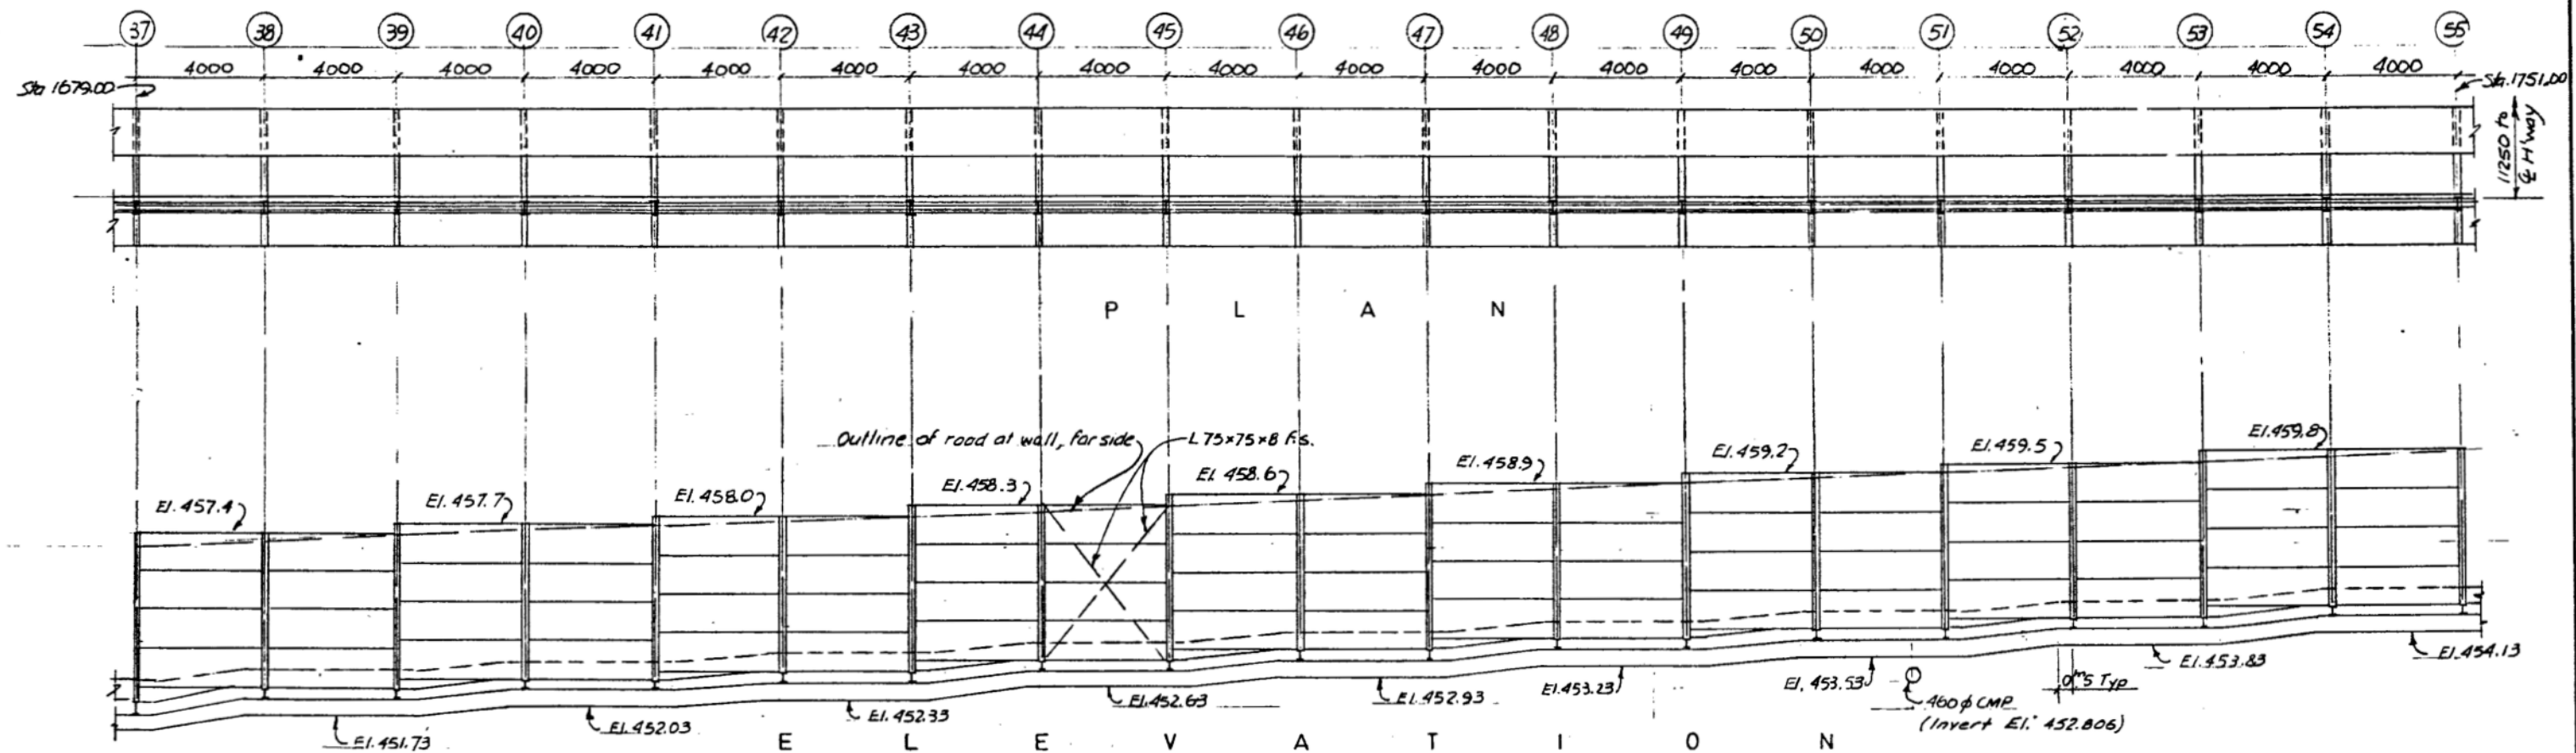 37 38 39 40 41 42 43 44 45 46 47 48 49 50 51 52 53 54 55
4000 4000 4000 4000 4000 4000 4000 4000 4000 4000 4000 4000 4000 4000 4000 4000 4000 4000
Sta 1679.00
Sta. 1751.00
11250 to
℄ Hiway
P L A N
Outline of road at wall, far side
L 75×75×8 f.s.
El. 457.4
El. 457.7
El. 458.0
El. 458.3
El. 458.6
El. 458.9
El. 459.2
El. 459.5
El. 459.8
El. 451.73
El. 452.03
El. 452.33
El. 452.63
El. 452.93
El. 453.23
El. 453.53
El. 453.83
El. 454.13
460 φ CMP
(Invert El. 452.806)
0ᵐ5 Typ
E L E V A T I O N